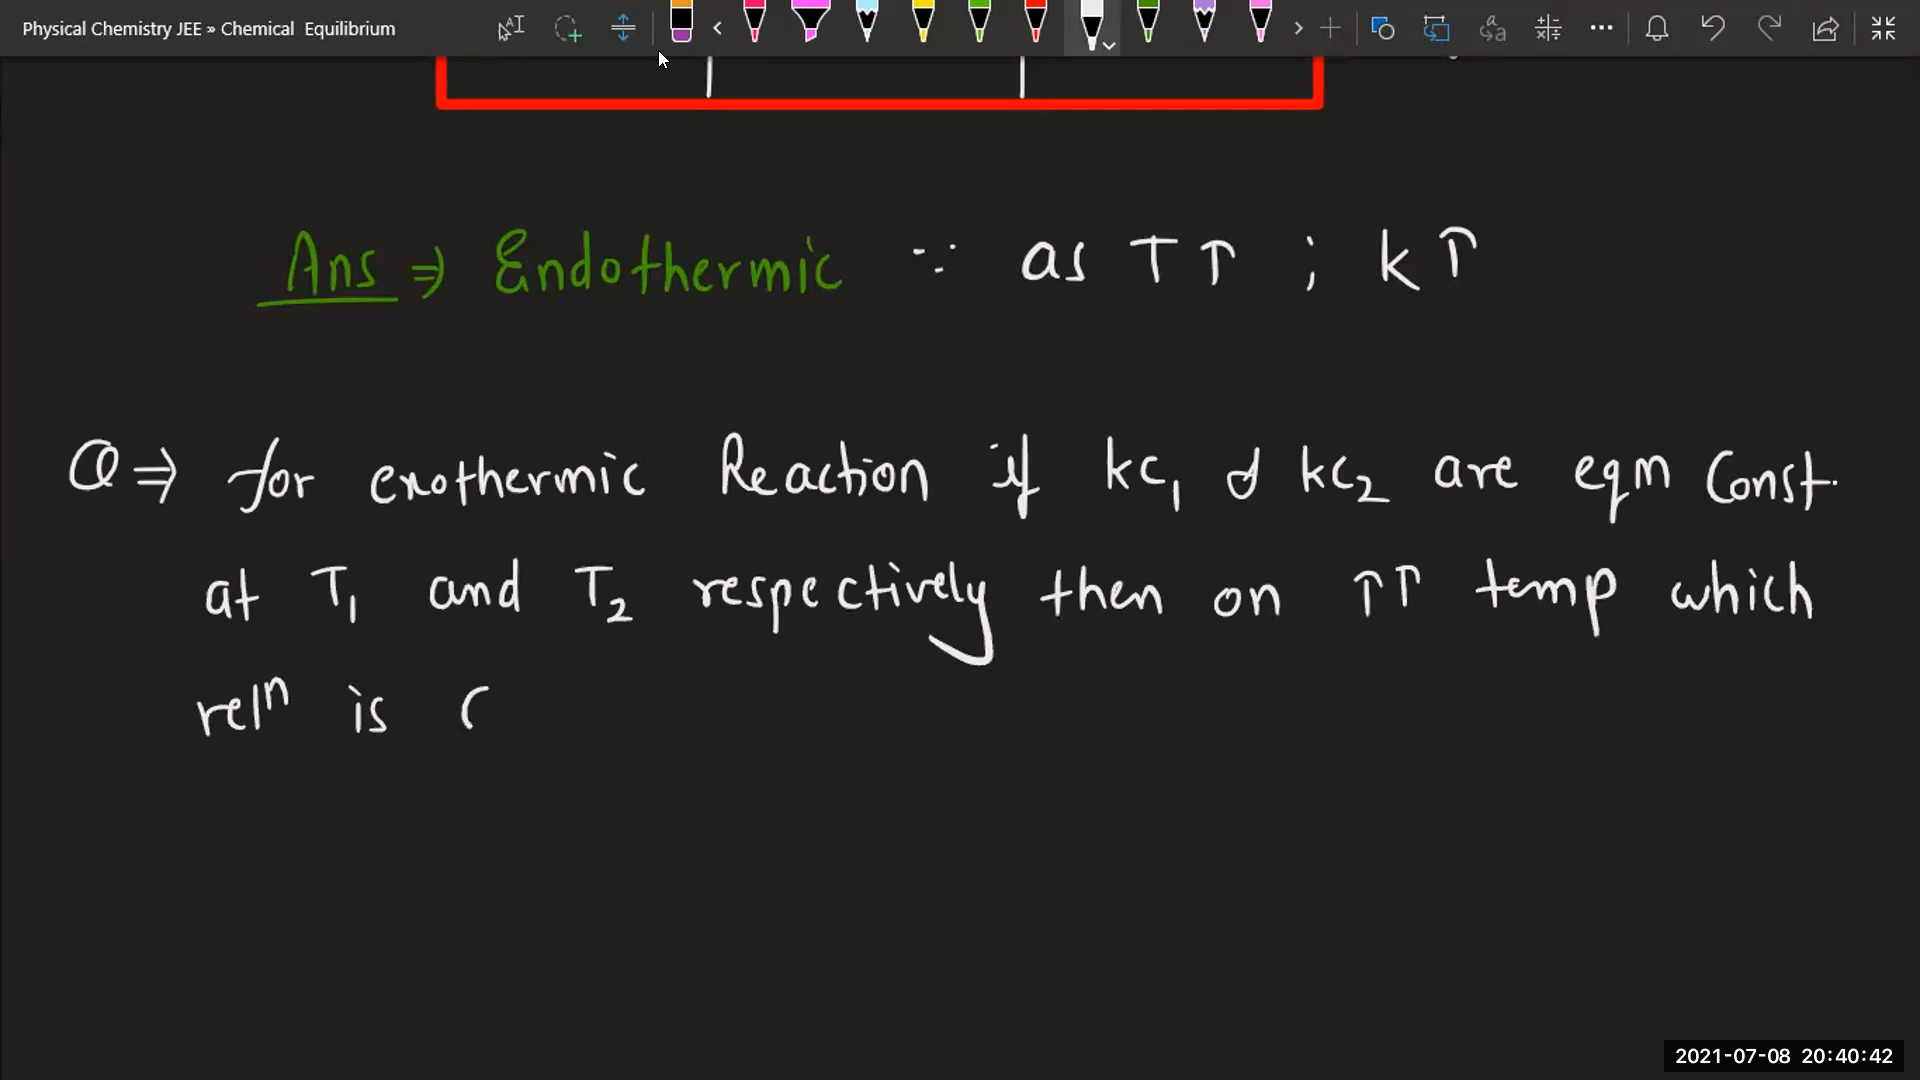 Physical Chemistry JEE » Chemical Equilibrium
Ans ⇒ Endothermic ∵ as T↑ ; k↑
Q ⇒ for exothermic Reaction if kc₁ & kc₂ are eqm Const.
at T₁ and T₂ respectively then on ↑↑ temp which
relⁿ is C
2021-07-08 20:40:42